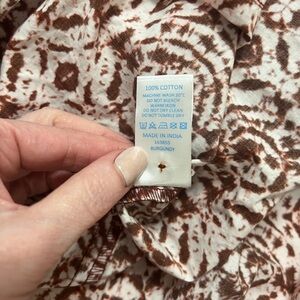 100% COTTON
MACHINE WASH 30°C
DO NOT BLEACH
WARM IRON
DO NOT DRY CLEAN
DO NOT TUMBLE DRY
MADE IN INDIA
BURGUNDY